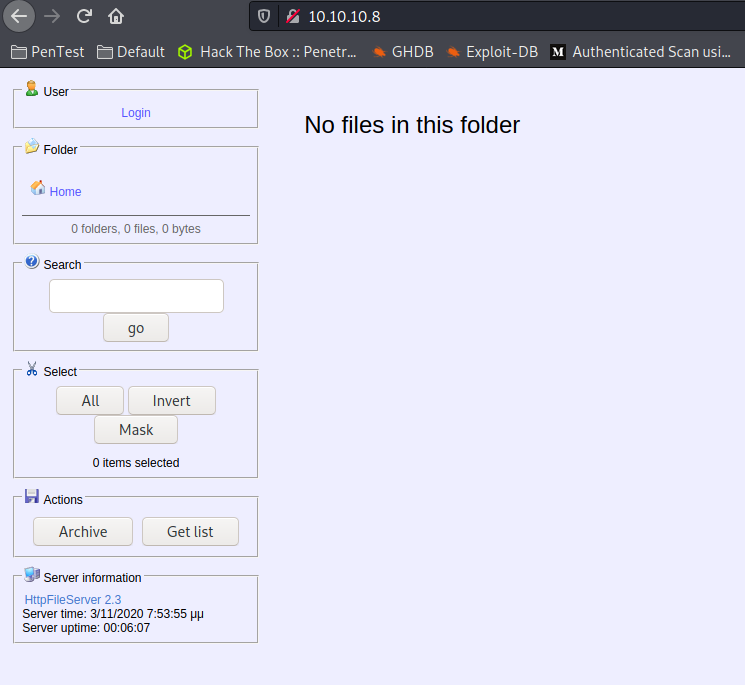 10.10.10.8
PenTest Default Hack The Box :: Penetr... GHDB Exploit-DB M Authenticated Scan usi...
User
Login
Folder
Home
0 folders, 0 files, 0 bytes
Search
go
Select
All Invert
Mask
0 items selected
Actions
Archive Get list
Server information
HttpFileServer 2.3
Server time: 3/11/2020 7:53:55 μμ
Server uptime: 00:06:07
No files in this folder